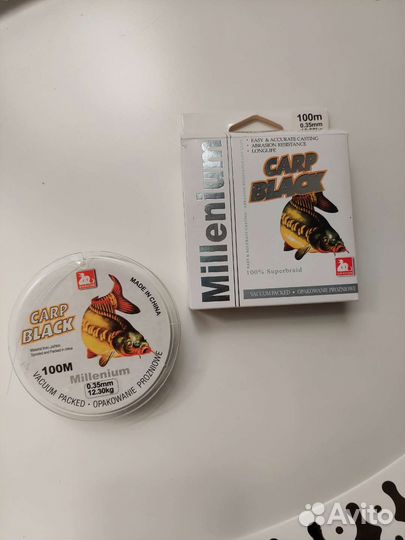 100m
0.35mm
Millenium
• EASY & ACCURATE CASTING
• ABRASION RESISTANCE
• LONGLIFE
CARP
BLACK
100% Superbraid
VACUUM PACKED • OPAKOWANIE PROZNIOWE
CARP
BLACK
MADE IN CHINA
100M
Millenium
0.35mm
12.30kg
VACUUM PACKED • OPAKOWANIE PROZNIOWE
Avito